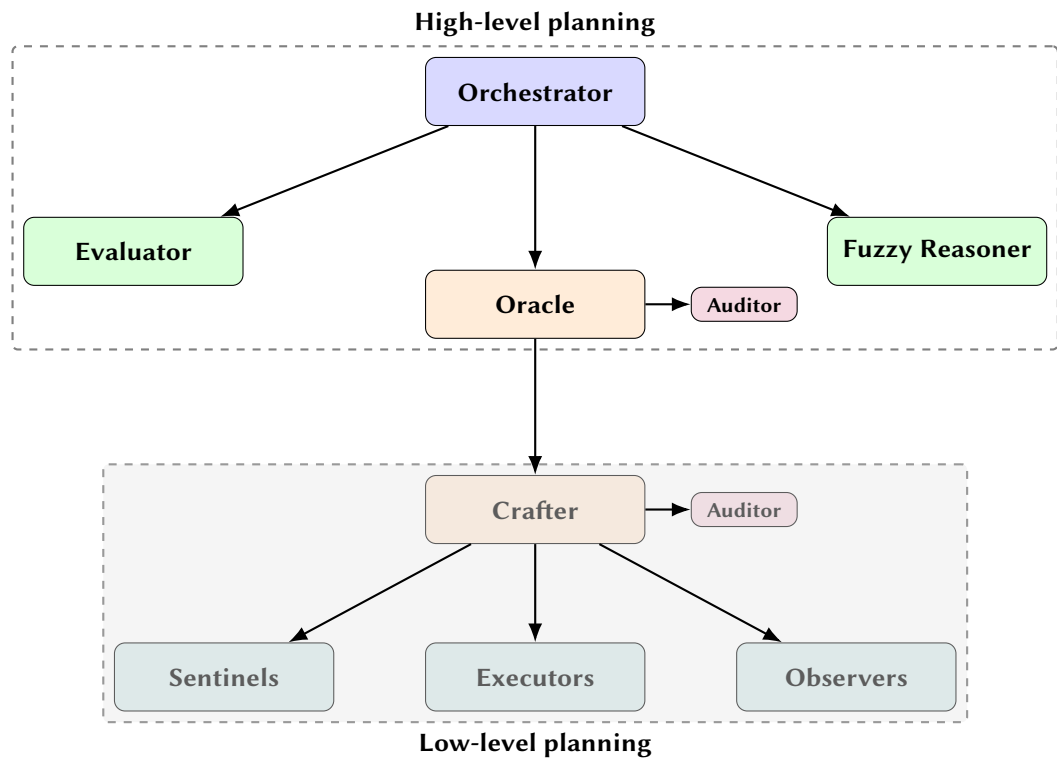 High-level planning
Orchestrator
Evaluator
Fuzzy Reasoner
Oracle
Auditor
Crafter
Auditor
Sentinels
Executors
Observers
Low-level planning